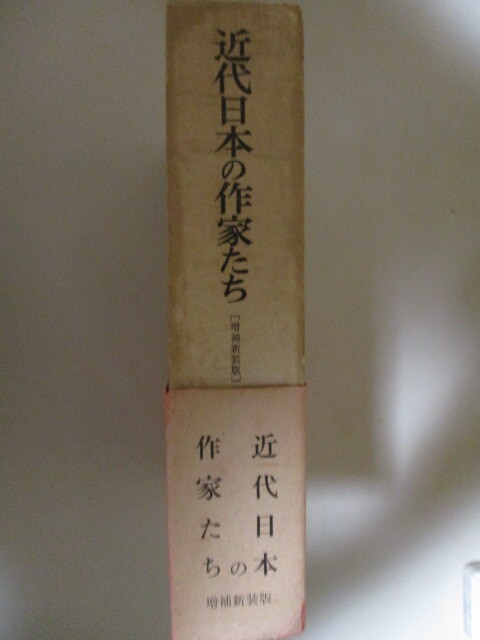 近代日本の作家たち
[増補新装版]
近代日本の
作家たち
増補新装版